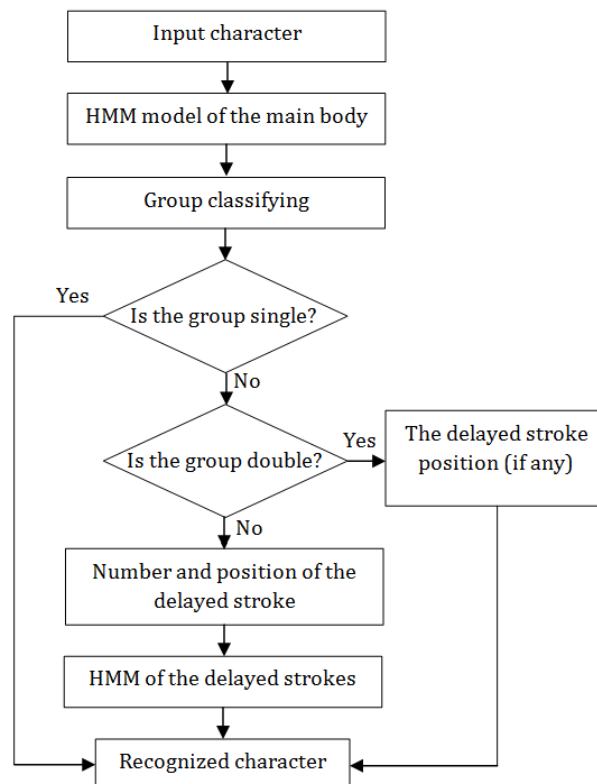 Input character
HMM model of the main body
Group classifying
Yes
Is the group single?
No
Is the group double?
Yes
The delayed stroke
position (if any)
No
Number and position of the
delayed stroke
HMM of the delayed strokes
Recognized character